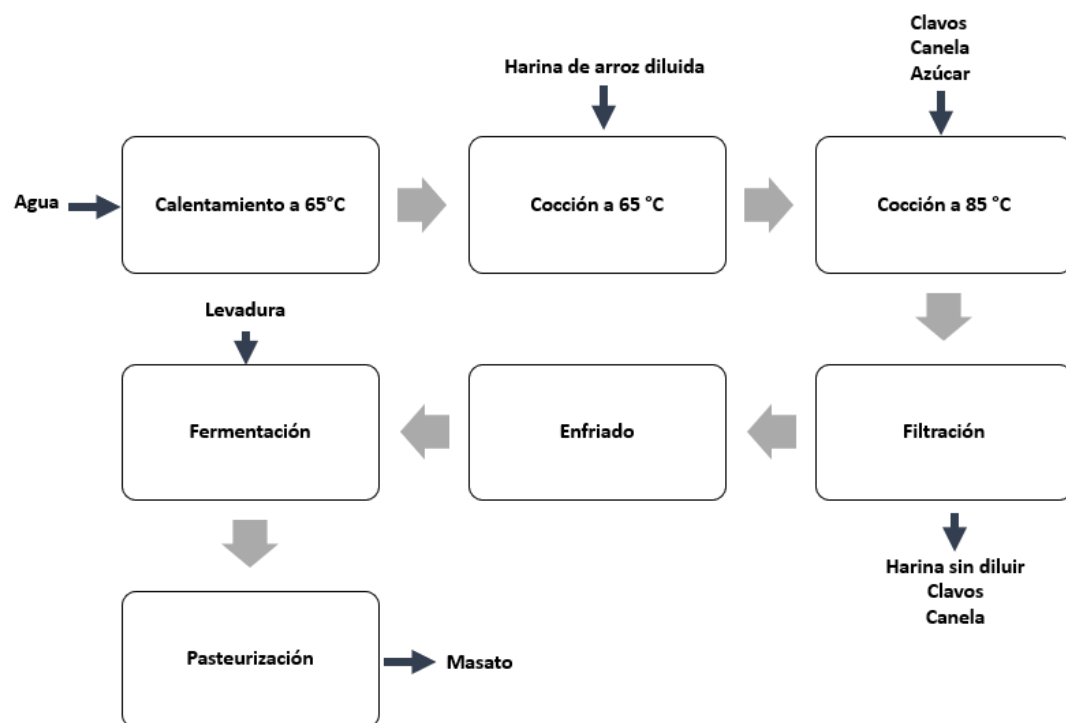 Clavos
Canela
Azúcar
Harina de arroz diluida
Agua
Calentamiento a 65°C
Cocción a 65 °C
Cocción a 85 °C
Levadura
Fermentación
Enfriado
Filtración
Harina sin diluir
Clavos
Canela
Pasteurización
Masato